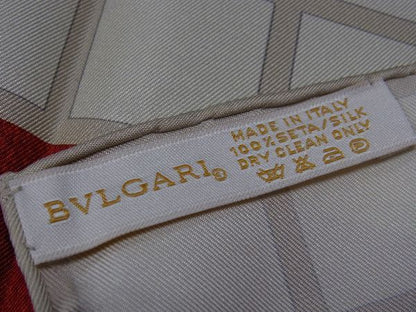 BVLGARI®
MADE IN ITALY
100%SETA/SILK
DRY CLEAN ONLY